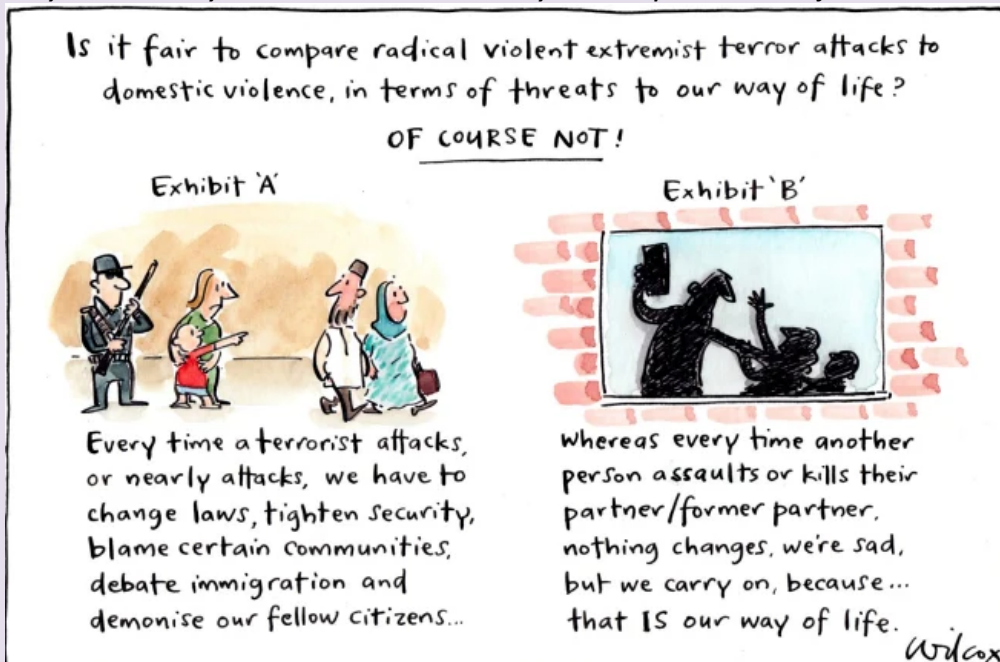 Is it fair to compare radical violent extremist terror attacks to
domestic violence, in terms of threats to our way of life?
OF COURSE NOT!
Exhibit 'A'
Every time a terrorist attacks,
or nearly attacks, we have to
change laws, tighten security,
blame certain communities,
debate immigration and
demonise our fellow citizens...
Exhibit 'B'
whereas every time another
person assaults or kills their
partner/former partner,
nothing changes, we're sad,
but we carry on, because...
that IS our way of life.
Wilcox